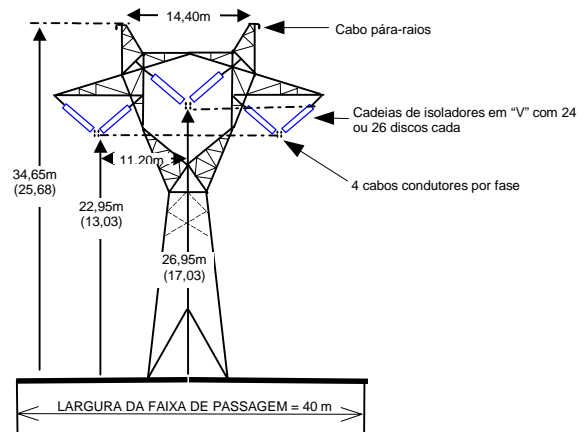 14,40m
Cabo pára-raios
Cadeias de isoladores em “V” com 24
ou 26 discos cada
11,20m
4 cabos condutores por fase
34,65m
(25,68)
22,95m
(13,03)
26,95m
(17,03)
LARGURA DA FAIXA DE PASSAGEM = 40 m